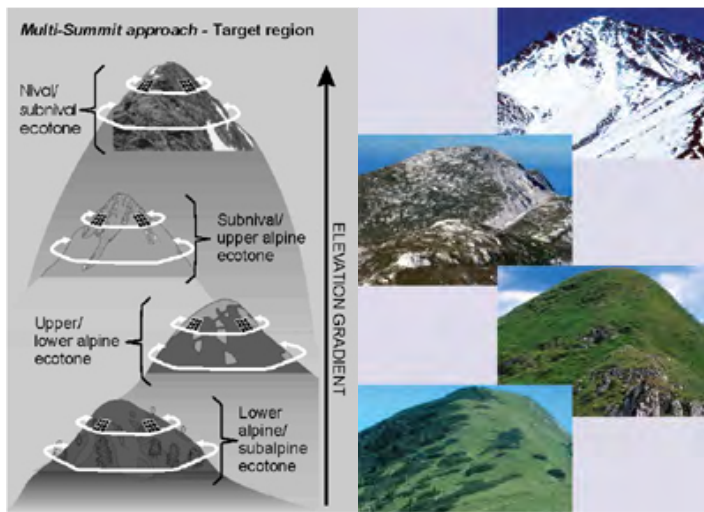 Multi-Summit approach - Target region
Nival/
subnival
ecotone
Subnival/
upper alpine
ecotone
Upper/
lower alpine
ecotone
Lower
alpine/
subalpine
ecotone
ELEVATION GRADIENT